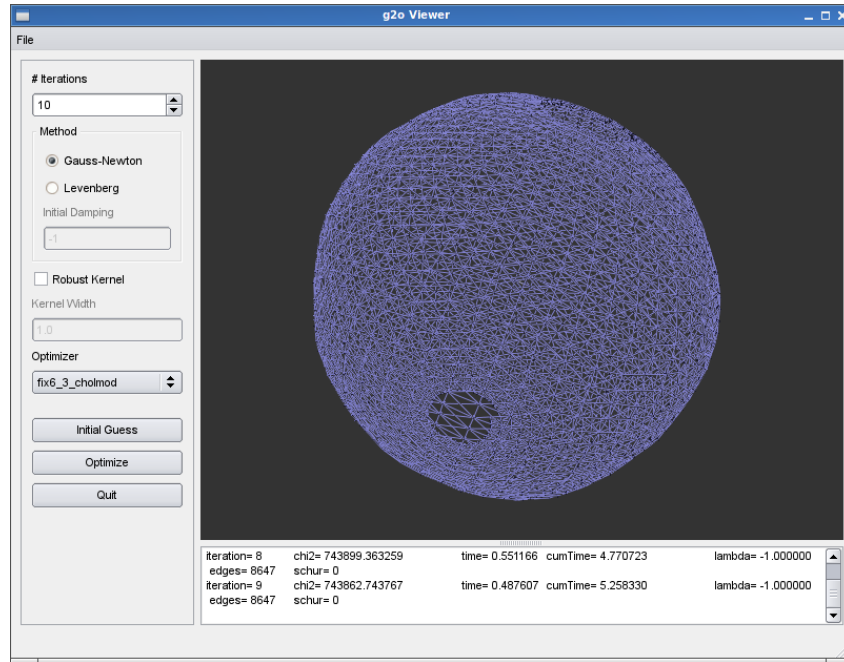 g2o Viewer
File
# Iterations
10
Method
Gauss-Newton
Levenberg
Initial Damping
-1
Robust Kernel
Kernel Width
1.0
Optimizer
fix6_3_cholmod
Initial Guess
Optimize
Quit
iteration= 8 chi2= 743899.363259 time= 0.551166 cumTime= 4.770723 lambda= -1.000000
edges= 8647 schur= 0
iteration= 9 chi2= 743862.743767 time= 0.487607 cumTime= 5.258330 lambda= -1.000000
edges= 8647 schur= 0